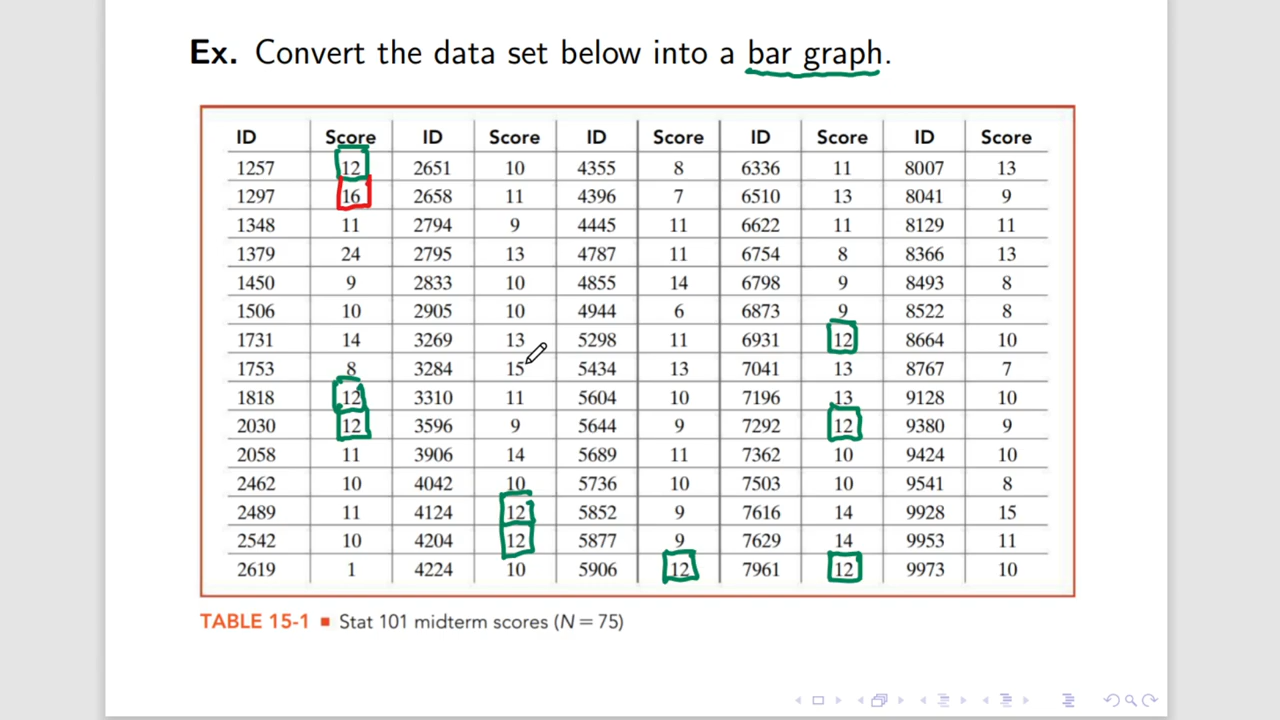 Ex. Convert the data set below into a bar graph.
ID Score ID Score ID Score ID Score ID Score
1257 12 2651 10 4355 8 6336 11 8007 13
1297 16 2658 11 4396 7 6510 13 8041 9
1348 11 2794 9 4445 11 6622 11 8129 11
1379 24 2795 13 4787 11 6754 8 8366 13
1450 9 2833 10 4855 14 6798 9 8493 8
1506 10 2905 10 4944 6 6873 9 8522 8
1731 14 3269 13 5298 11 6931 12 8664 10
1753 8 3284 15 5434 13 7041 13 8767 7
1818 12 3310 11 5604 10 7196 13 9128 10
2030 12 3596 9 5644 9 7292 12 9380 9
2058 11 3906 14 5689 11 7362 10 9424 10
2462 10 4042 10 5736 10 7503 10 9541 8
2489 11 4124 12 5852 9 7616 14 9928 15
2542 10 4204 12 5877 9 7629 14 9953 11
2619 1 4224 10 5906 12 7961 12 9973 10
TABLE 15-1 ■ Stat 101 midterm scores (N = 75)